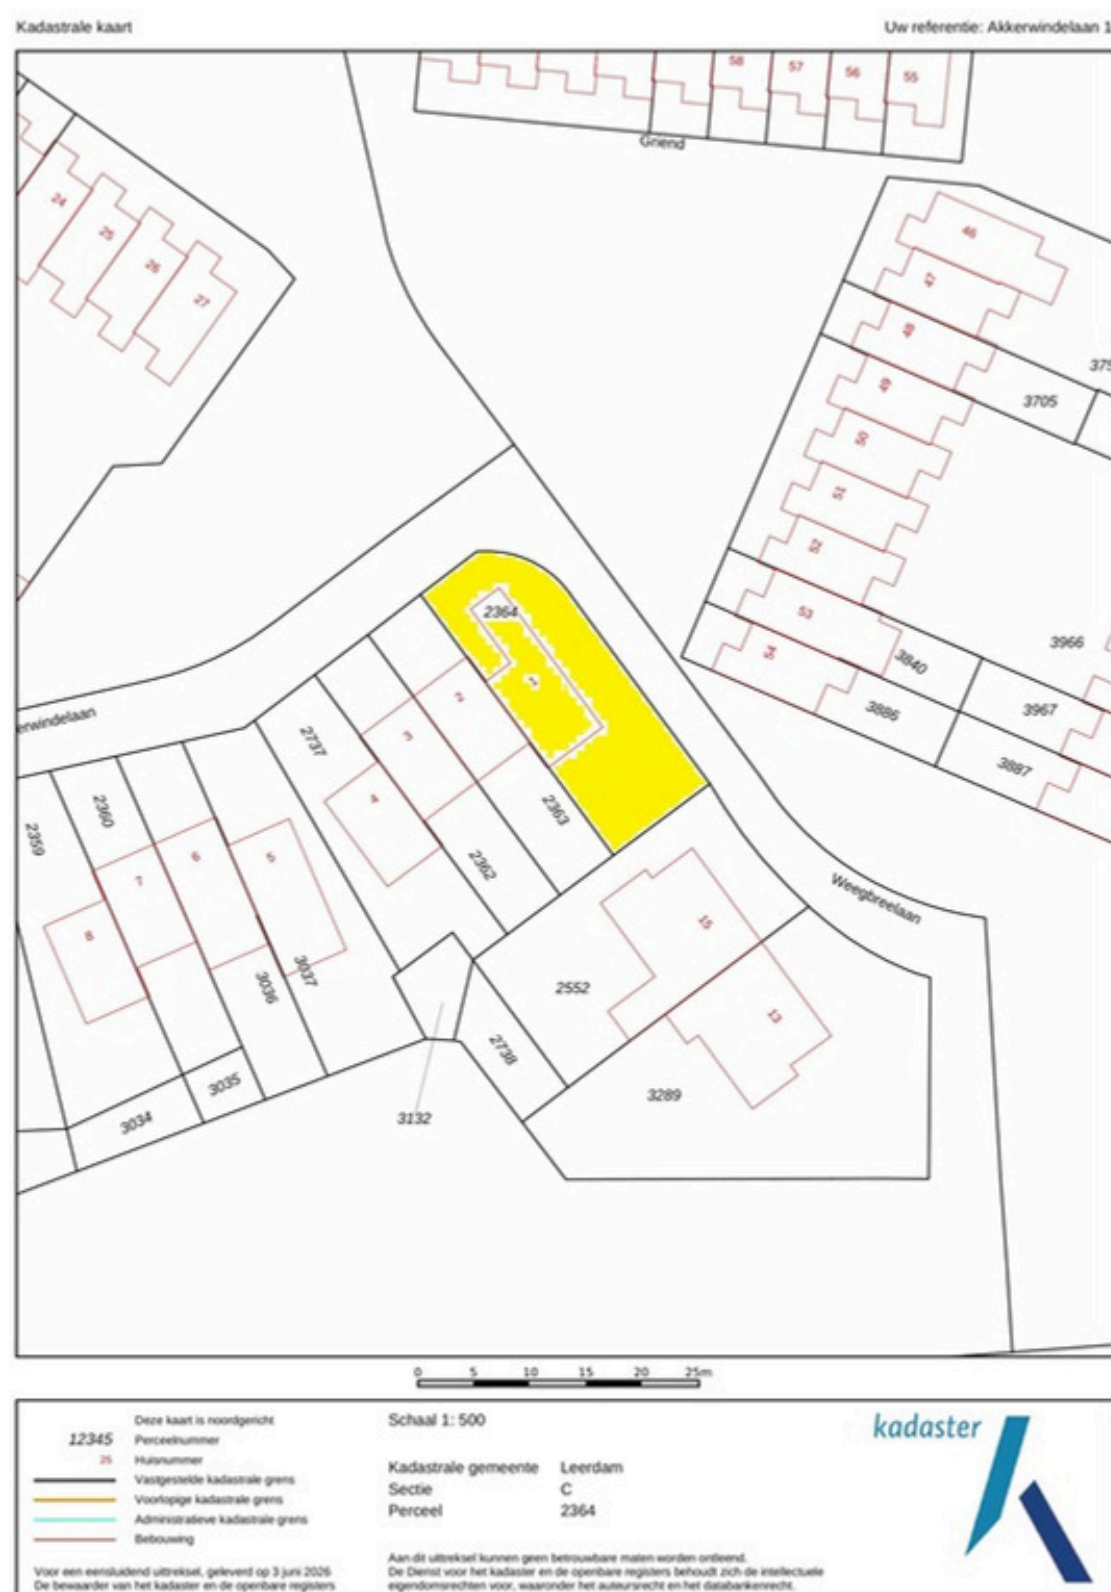 Kadastrale kaart
Uw referentie: Akkerwindelaan 1
58
57
56
55
Griend
24
25
26
27
46
47
48
49
50
51
52
53
54
375
3705
3966
3840
3886
3967
3887
2364
1
2
3
4
erwindelaan
2737
2363
2362
2360
2359
5
6
7
8
15
13
Weegbreelaan
2552
3036
3037
2738
3035
3034
3132
3289
0 5 10 15 20 25m
Deze kaart is noordgericht
12345 Perceelnummer
25 Huisnummer
Vastgestelde kadastrale grens
Voorlopige kadastrale grens
Administratieve kadastrale grens
Bebouwing
Voor een eensluidend uittreksel, geleverd op 3 juni 2026
De bewaarder van het kadaster en de openbare registers
Schaal 1: 500
Kadastrale gemeente Leerdam
Sectie C
Perceel 2364
Aan dit uittreksel kunnen geen betrouwbare maten worden ontleend.
De Dienst voor het kadaster en de openbare registers behoudt zich de intellectuele
eigendomsrechten voor, waaronder het auteursrecht en het databankenrecht.
kadaster